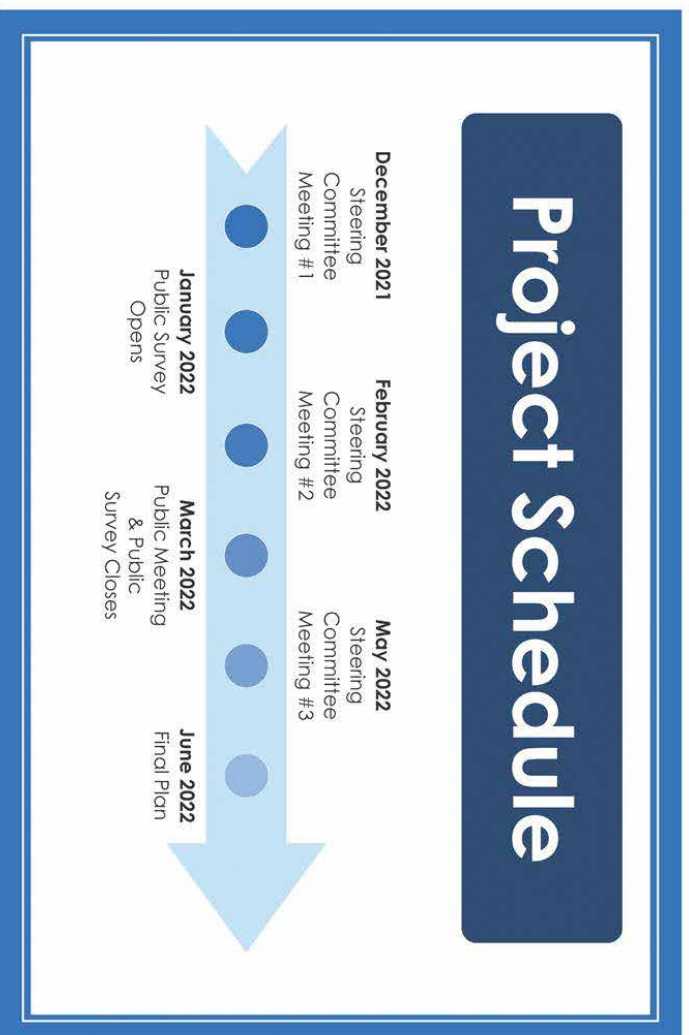 Project Schedule
December 2021
Steering
Committee
Meeting #1
January 2022
Public Survey
Opens
February 2022
Steering
Committee
Meeting #2
March 2022
Public Meeting
& Public
Survey Closes
May 2022
Steering
Committee
Meeting #3
June 2022
Final Plan